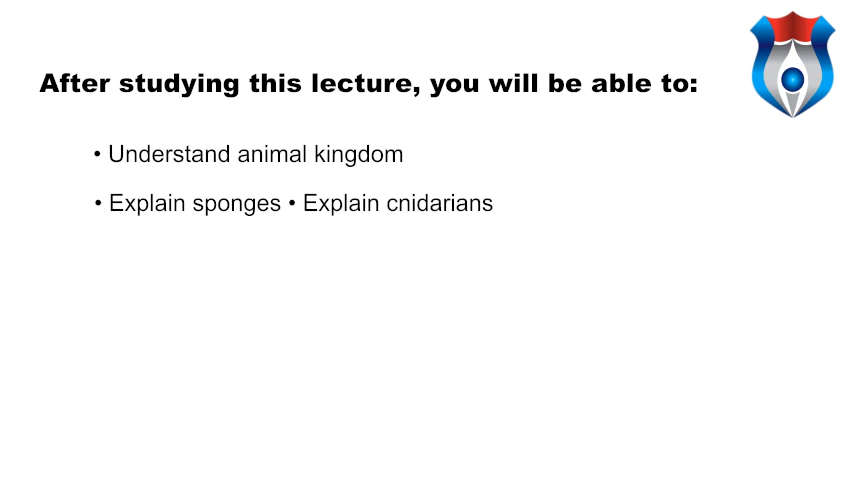 After studying this lecture, you will be able to:
• Understand animal kingdom
• Explain sponges • Explain cnidarians